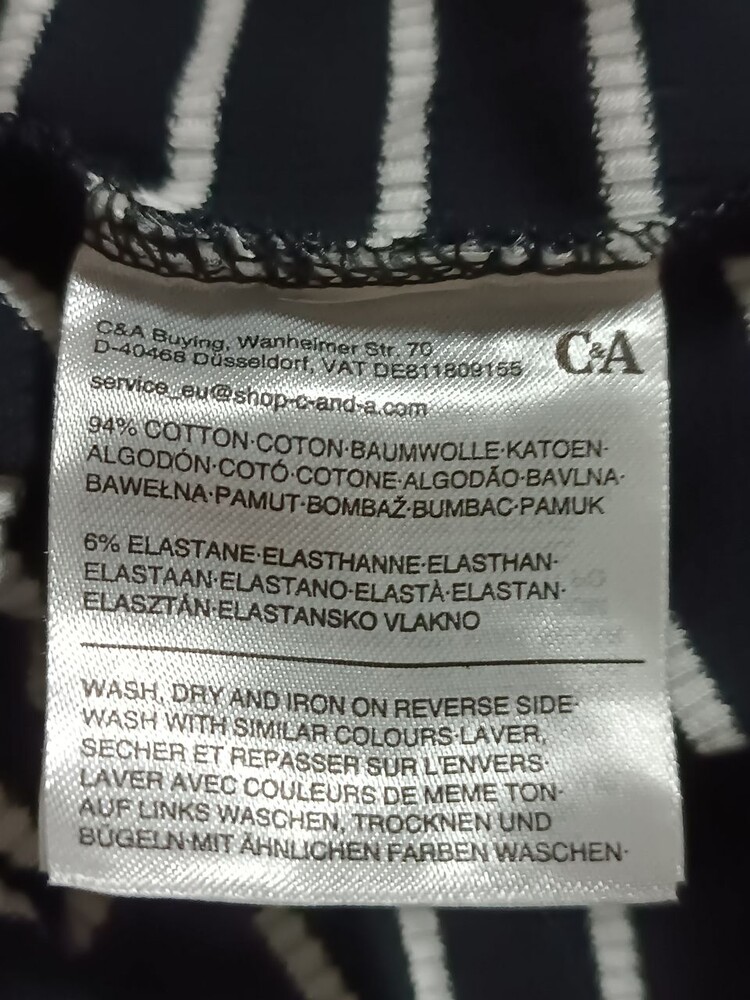 C&A Buying, Wanheimer Str. 70
D-40468 Düsseldorf, VAT DE811809155
C&A
service_eu@shop-c-and-a.com
94% COTTON·COTON·BAUMWOLLE·KATOEN·
ALGODÓN·COTÓ·COTONE·ALGODÃO·BAVLNA·
BAWEŁNA·PAMUT·BOMBAŽ·BUMBAC·PAMUK
6% ELASTANE·ELASTHANNE·ELASTHAN·
ELASTAAN·ELASTANO·ELASTÀ·ELASTAN·
ELASZTÁN·ELASTANSKO VLAKNO
WASH, DRY AND IRON ON REVERSE SIDE·
WASH WITH SIMILAR COLOURS·LAVER,
SECHER ET REPASSER SUR L'ENVERS·
LAVER AVEC COULEURS DE MEME TON·
AUF LINKS WASCHEN, TROCKNEN UND
BÜGELN·MIT ÄHNLICHEN FARBEN WASCHEN·